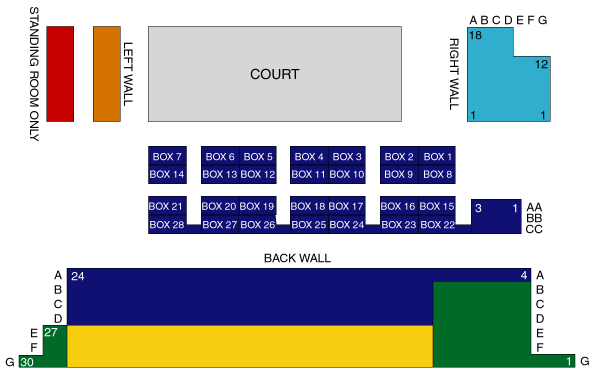 STANDING ROOM ONLY
LEFT WALL
COURT
RIGHT WALL
A B C D E F G
18
12
1 1
BOX 7 BOX 6 BOX 5 BOX 4 BOX 3 BOX 2 BOX 1
BOX 14 BOX 13 BOX 12 BOX 11 BOX 10 BOX 9 BOX 8
BOX 21 BOX 20 BOX 19 BOX 18 BOX 17 BOX 16 BOX 15 3 1 AA
BB
BOX 28 BOX 27 BOX 26 BOX 25 BOX 24 BOX 23 BOX 22 CC
BACK WALL
A 24 4 A
B B
C C
D D
E 27 E
F F
G 30 1 G